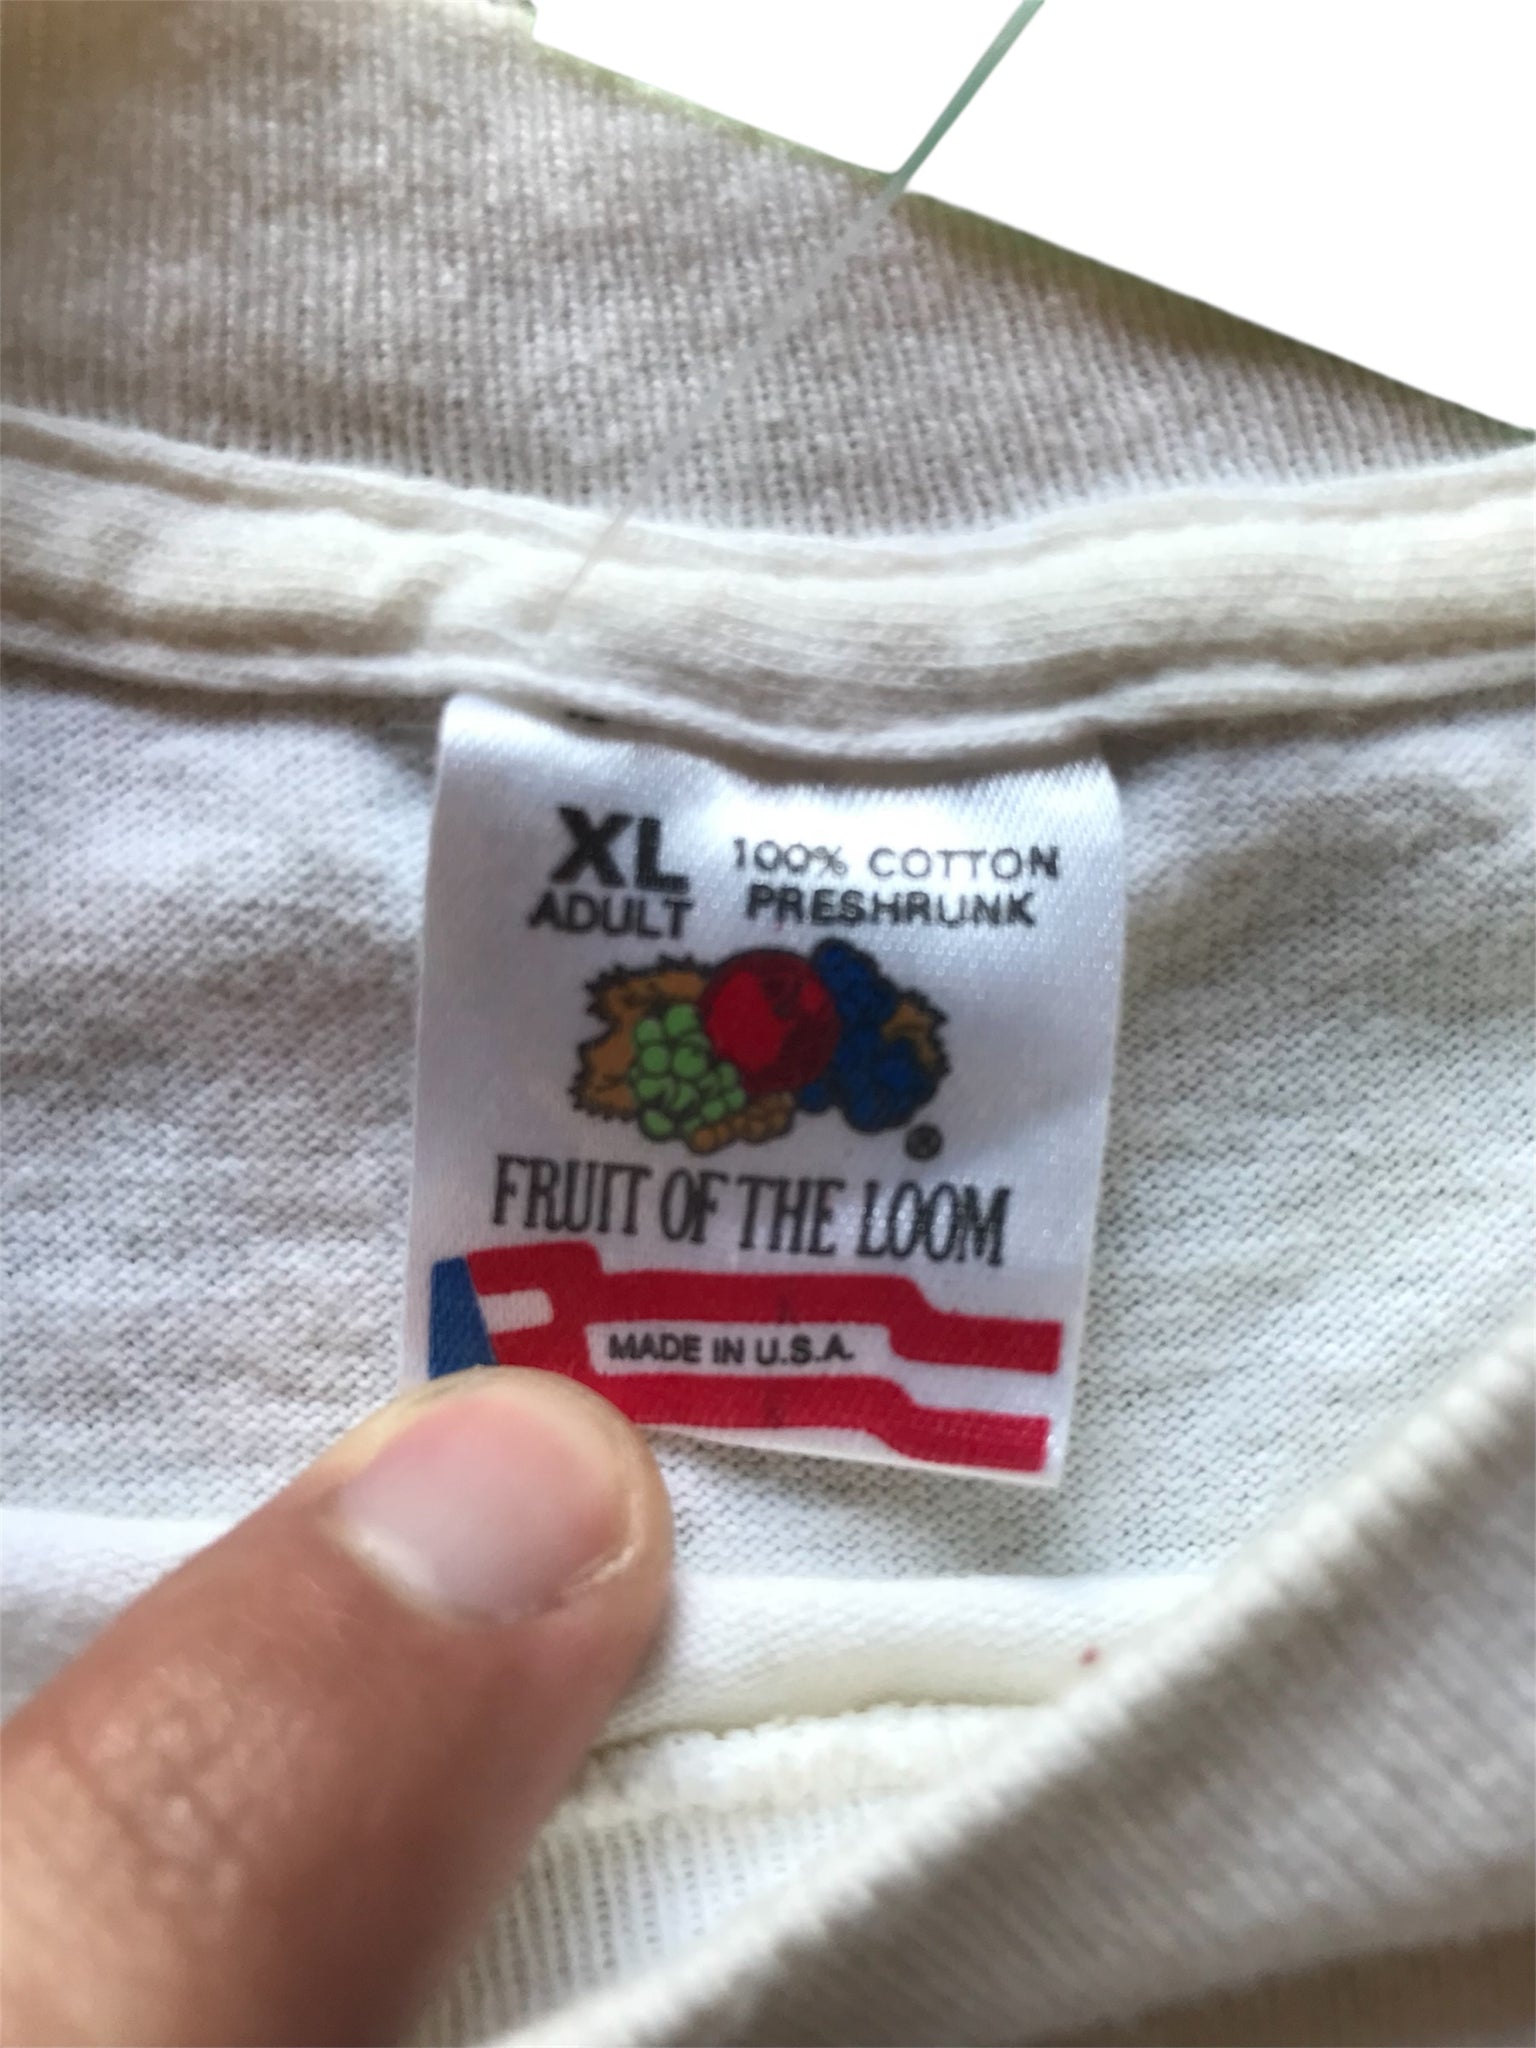 XL 100% COTTON
ADULT PRESHRUNK
®
FRUIT OF THE LOOM
MADE IN U.S.A.